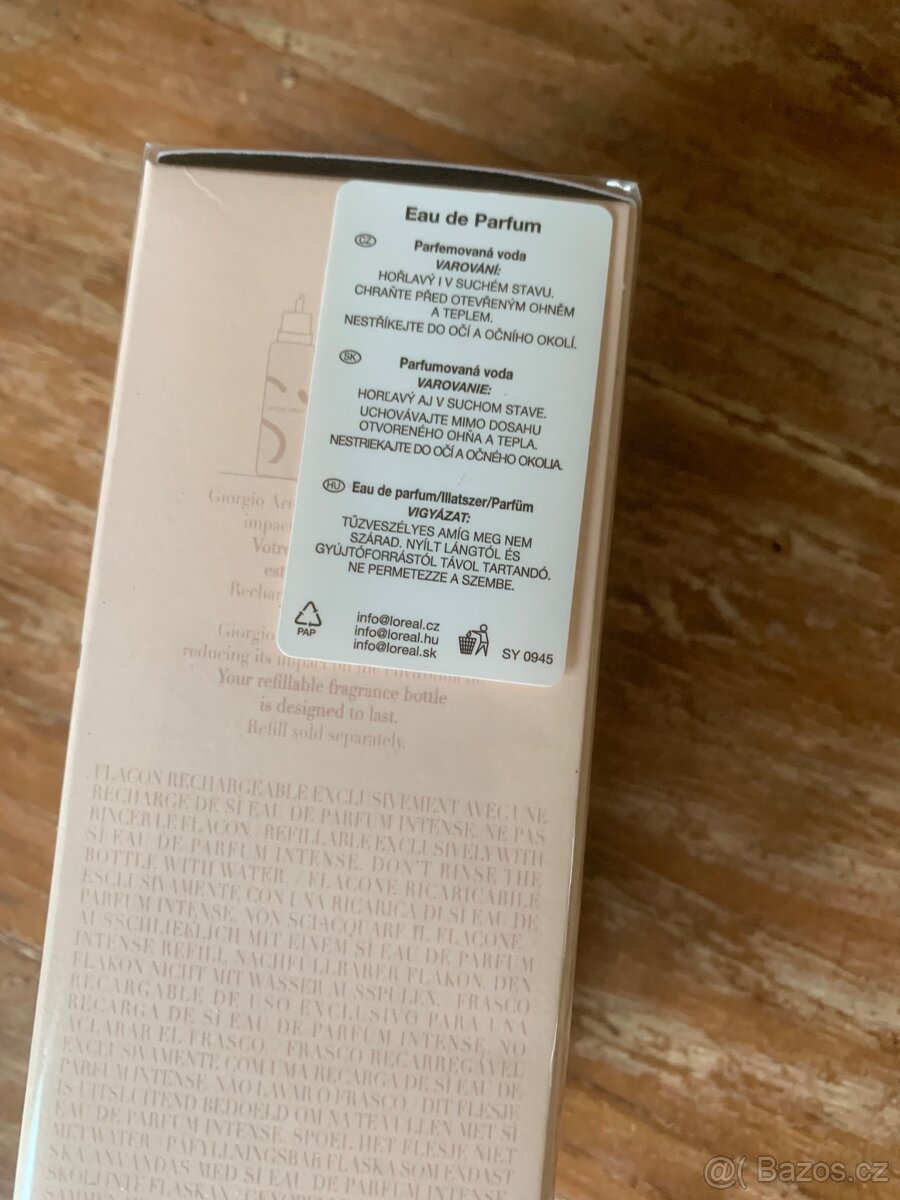 Eau de Parfum
CZ
Parfemovaná voda
VAROVÁNÍ:
HOŘLAVÝ I V SUCHÉM STAVU.
CHRAŇTE PŘED OTEVŘENÝM OHNĚM
A TEPLEM.
NESTŘÍKEJTE DO OČÍ A OČNÍHO OKOLÍ.
SK
Parfumovaná voda
VAROVANIE:
HORĽAVÝ AJ V SUCHOM STAVE.
UCHOVÁVAJTE MIMO DOSAHU
OTVORENÉHO OHŇA A TEPLA.
NESTRIEKAJTE DO OČÍ A OČNÉHO OKOLIA.
HU Eau de parfum/Illatszer/Parfüm
VIGYÁZAT:
TŰZVESZÉLYES AMÍG MEG NEM
SZÁRAD. NYÍLT LÁNGTÓL ÉS
GYÚJTÓFORRÁSTÓL TÁVOL TARTANDÓ.
NE PERMETEZZE A SZEMBE.
PAP
info@loreal.cz
info@loreal.hu
info@loreal.sk
SY 0945
Giorgio
impac
Votre
est
Recha
Giorgio
reducing its impact on the environment.
Your refillable fragrance bottle
is designed to last.
Refill sold separately.
FLACON RECHARGEABLE EXCLUSIVEMENT AVEC UNE
RECHARGE DE SÌ EAU DE PARFUM INTENSE. NE PAS
RINCER LE FLACON. / REFILLABLE EXCLUSIVELY WITH
SÌ EAU DE PARFUM INTENSE. DON'T RINSE THE
BOTTLE WITH WATER. / FLACONE RICARICABILE
ESCLUSIVAMENTE CON UNA RICARICA DI SÌ EAU DE
PARFUM INTENSE. NON SCIACQUARE IL FLACONE
AUSSCHLIEßLICH MIT EINEM SÌ EAU DE PARFUM
INTENSE REFILL NACHFÜLLBARER FLAKON. DEN
FLAKON NICHT MIT WASSER AUSSPÜLEN. / FRASCO
RECARGABLE DE USO EXCLUSIVO PARA UNA
RECARGA DE SÌ EAU DE PARFUM INTENSE. NO
ACLARAR EL FRASCO. / FRASCO RECARREGÁVEL
EXCLUSIVAMENTE COM UMA RECARGA DE SÌ EAU DE
PARFUM INTENSE NÃO LAVAR O FRASCO / DIT FLESJE
IS UITSLUITEND BEDOELD OM NA TE VULLEN MET SÌ
EAU DE PARFUM INTENSE. SPOEL HET FLESJE NIET
MET WATER / PÅFYLLNINGSBAR FLASKA SOM ENDAST
KAN ANVÄNDAS MED SÌ EAU DE PARFUM INTENSE.
FLASKAN.
@( Bazos.cz